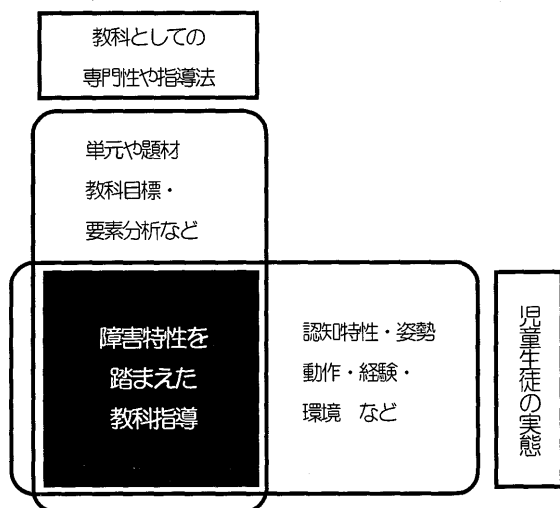 教科としての
専門性や指導法
単元や題材
教科目標・
要素分析など
障害特性を
踏まえた
教科指導
認知特性・姿勢
動作・経験・
環境 など
児童生徒の実態